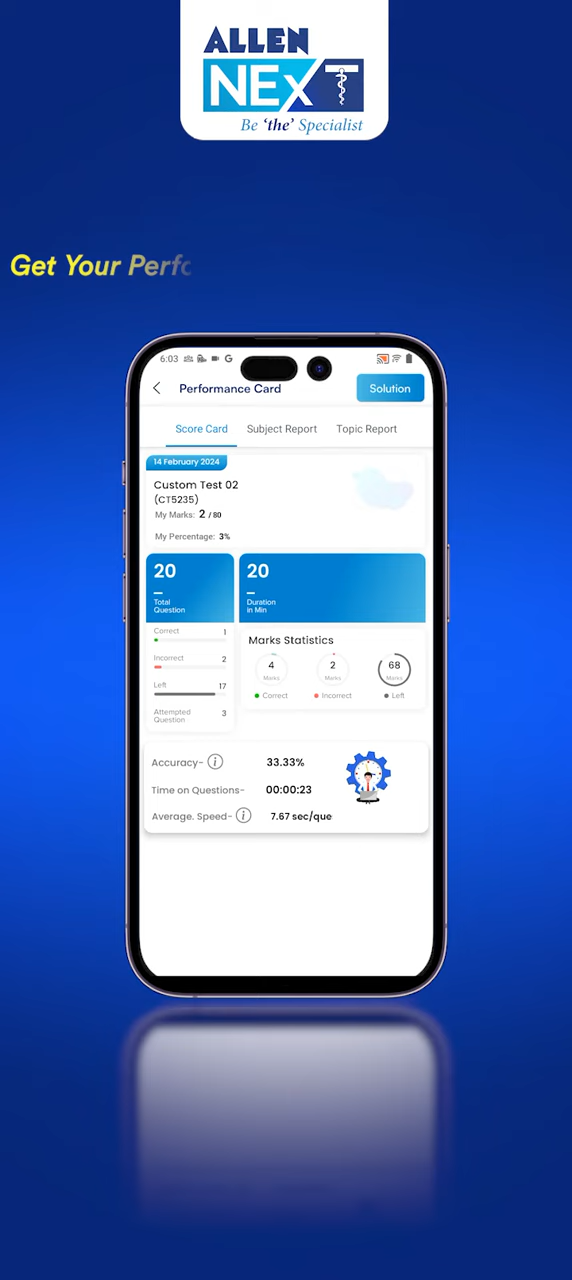 ALLEN
NEXT
Be ‘the’ Specialist
Get Your Perfo
6:03
Performance Card
Solution
Score Card
Subject Report
Topic Report
14 February 2024
Custom Test 02
(CT5235)
My Marks: 2 / 80
My Percentage: 3%
20
Total
Question
20
Duration
in Min
Correct 1
Incorrect 2
Left 17
Attempted
Question 3
Marks Statistics
4
Marks
2
Marks
68
Marks
Correct
Incorrect
Left
Accuracy- 33.33%
Time on Questions- 00:00:23
Average. Speed- 7.67 sec/que